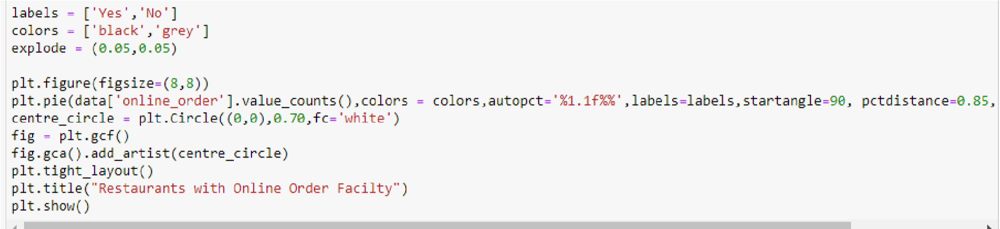 labels = ['Yes','No']
colors = ['black','grey']
explode = (0.05,0.05)
plt.figure(figsize=(8,8))
plt.pie(data['online_order'].value_counts(),colors = colors,autopct='%1.1f%%',labels=labels,startangle=90, pctdistance=0.85,
centre_circle = plt.Circle((0,0),0.70,fc='white')
fig = plt.gcf()
fig.gca().add_artist(centre_circle)
plt.tight_layout()
plt.title("Restaurants with Online Order Facilty")
plt.show()